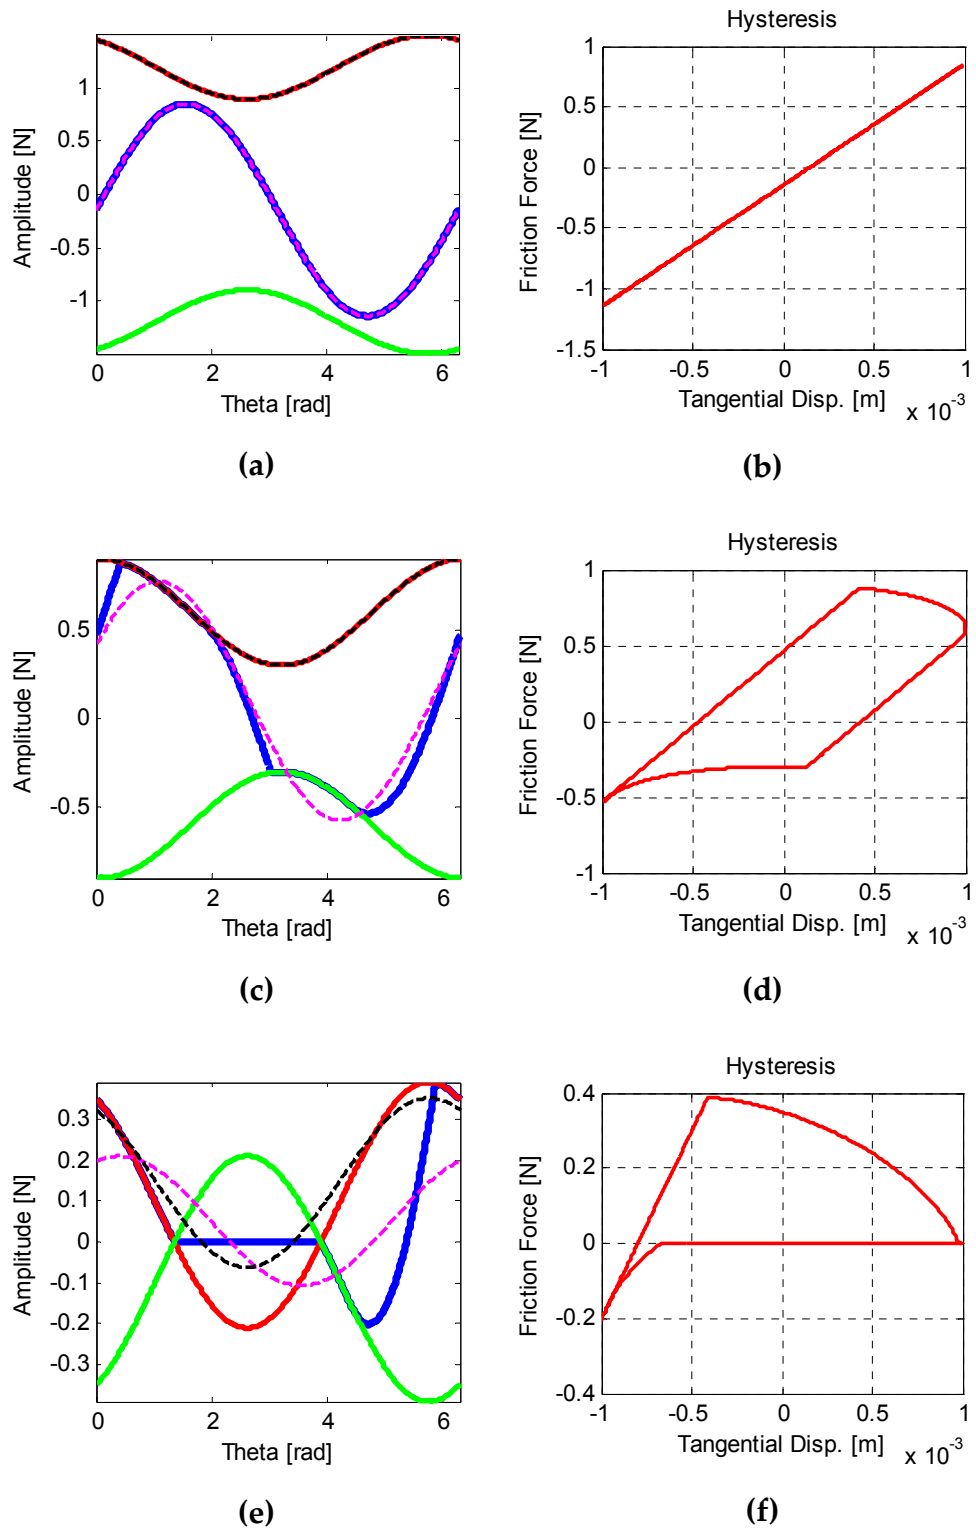 Hysteresis
Amplitude [N]
1
0.5
0
-0.5
-1
0 2 4 6
Theta [rad]
(a)
Friction Force [N]
1
0.5
0
-0.5
-1
-1.5
-1 -0.5 0 0.5 1
Tangential Disp. [m]
x 10-3
(b)
Hysteresis
Amplitude [N]
0.5
0
-0.5
0 2 4 6
Theta [rad]
(c)
Friction Force [N]
1
0.5
0
-0.5
-1
-1 -0.5 0 0.5 1
Tangential Disp. [m]
x 10-3
(d)
Hysteresis
Amplitude [N]
0.3
0.2
0.1
0
-0.1
-0.2
-0.3
0 2 4 6
Theta [rad]
(e)
Friction Force [N]
0.4
0.2
0
-0.2
-0.4
-1 -0.5 0 0.5 1
Tangential Disp. [m]
x 10-3
(f)